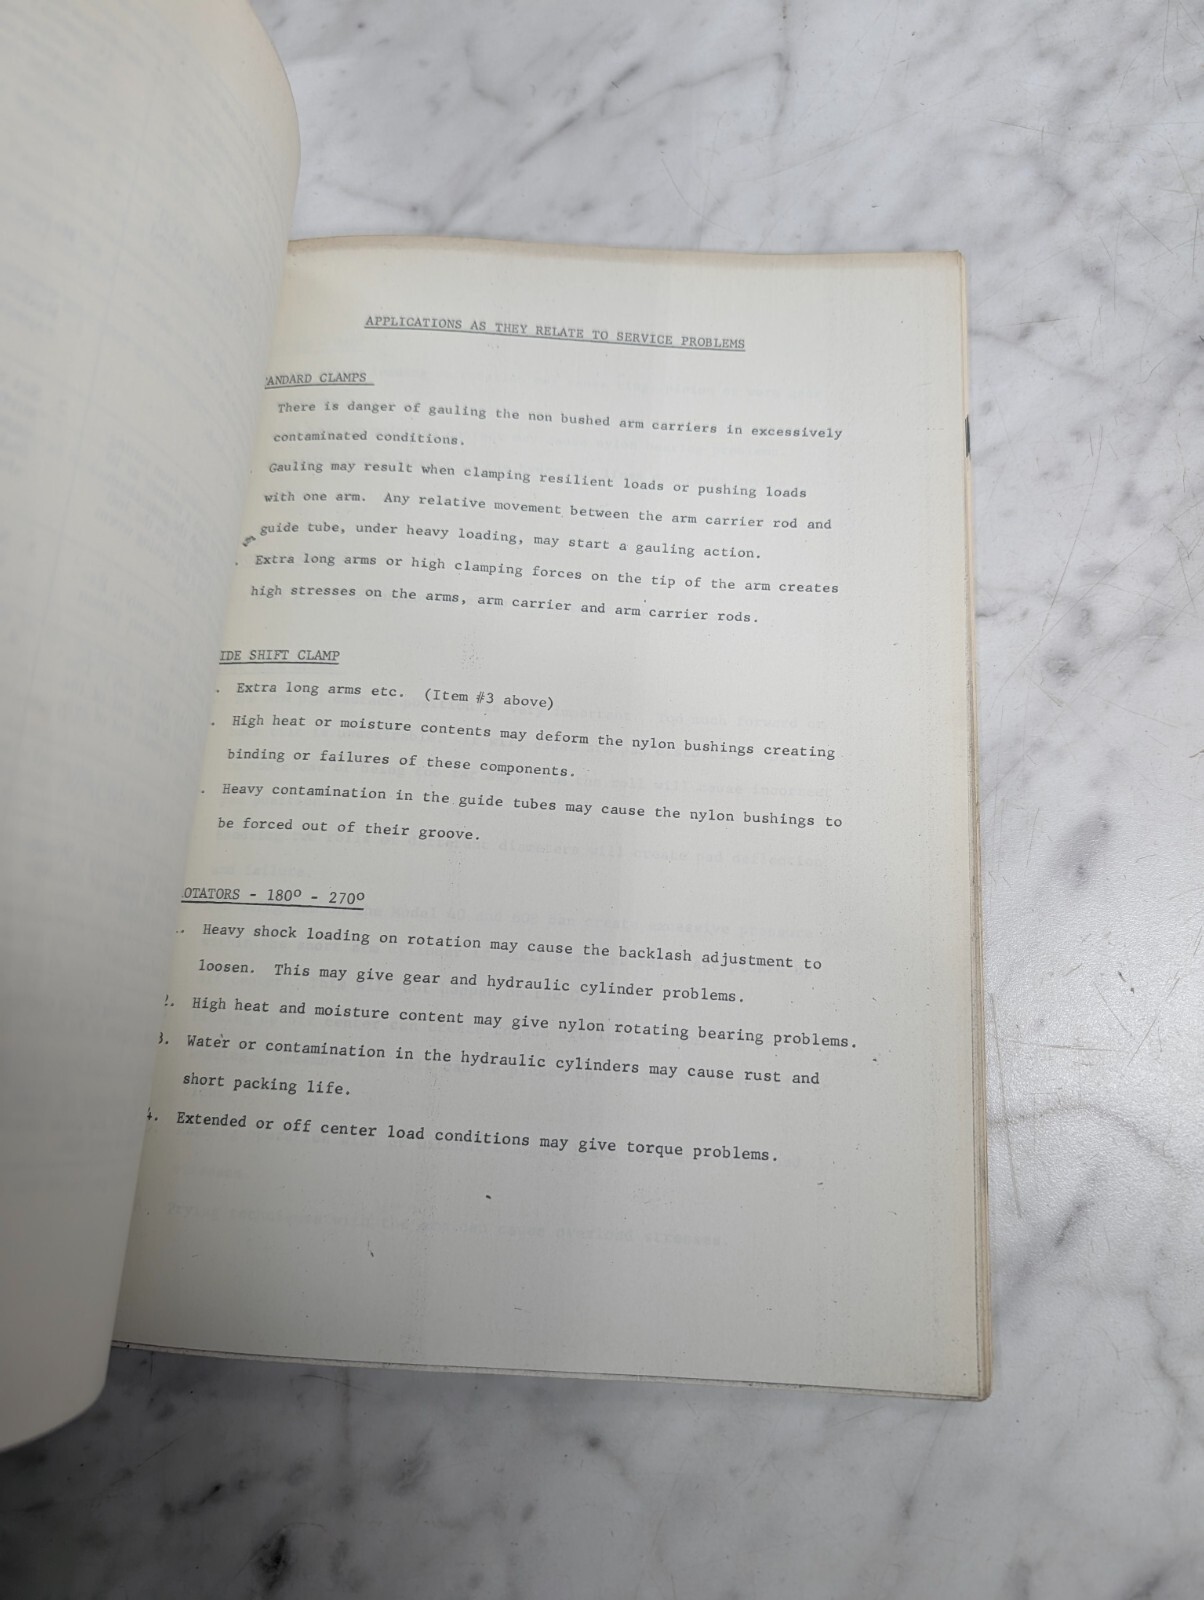 APPLICATIONS AS THEY RELATE TO SERVICE PROBLEMS
ANDARD CLAMPS
There is danger of gauling the non bushed arm carriers in excessively
contaminated conditions.
Gauling may result when clamping resilient loads or pushing loads
with one arm. Any relative movement between the arm carrier rod and
guide tube, under heavy loading, may start a gauling action.
. Extra long arms or high clamping forces on the tip of the arm creates
high stresses on the arms, arm carrier and arm carrier rods.
IDE SHIFT CLAMP
. Extra long arms etc. (Item #3 above)
. High heat or moisture contents may deform the nylon bushings creating
binding or failures of these components.
. Heavy contamination in the guide tubes may cause the nylon bushings to
be forced out of their groove.
OTATORS - 180º - 270º
. Heavy shock loading on rotation may cause the backlash adjustment to
loosen. This may give gear and hydraulic cylinder problems.
2. High heat and moisture content may give nylon rotating bearing problems.
3. Water or contamination in the hydraulic cylinders may cause rust and
short packing life.
4. Extended or off center load conditions may give torque problems.